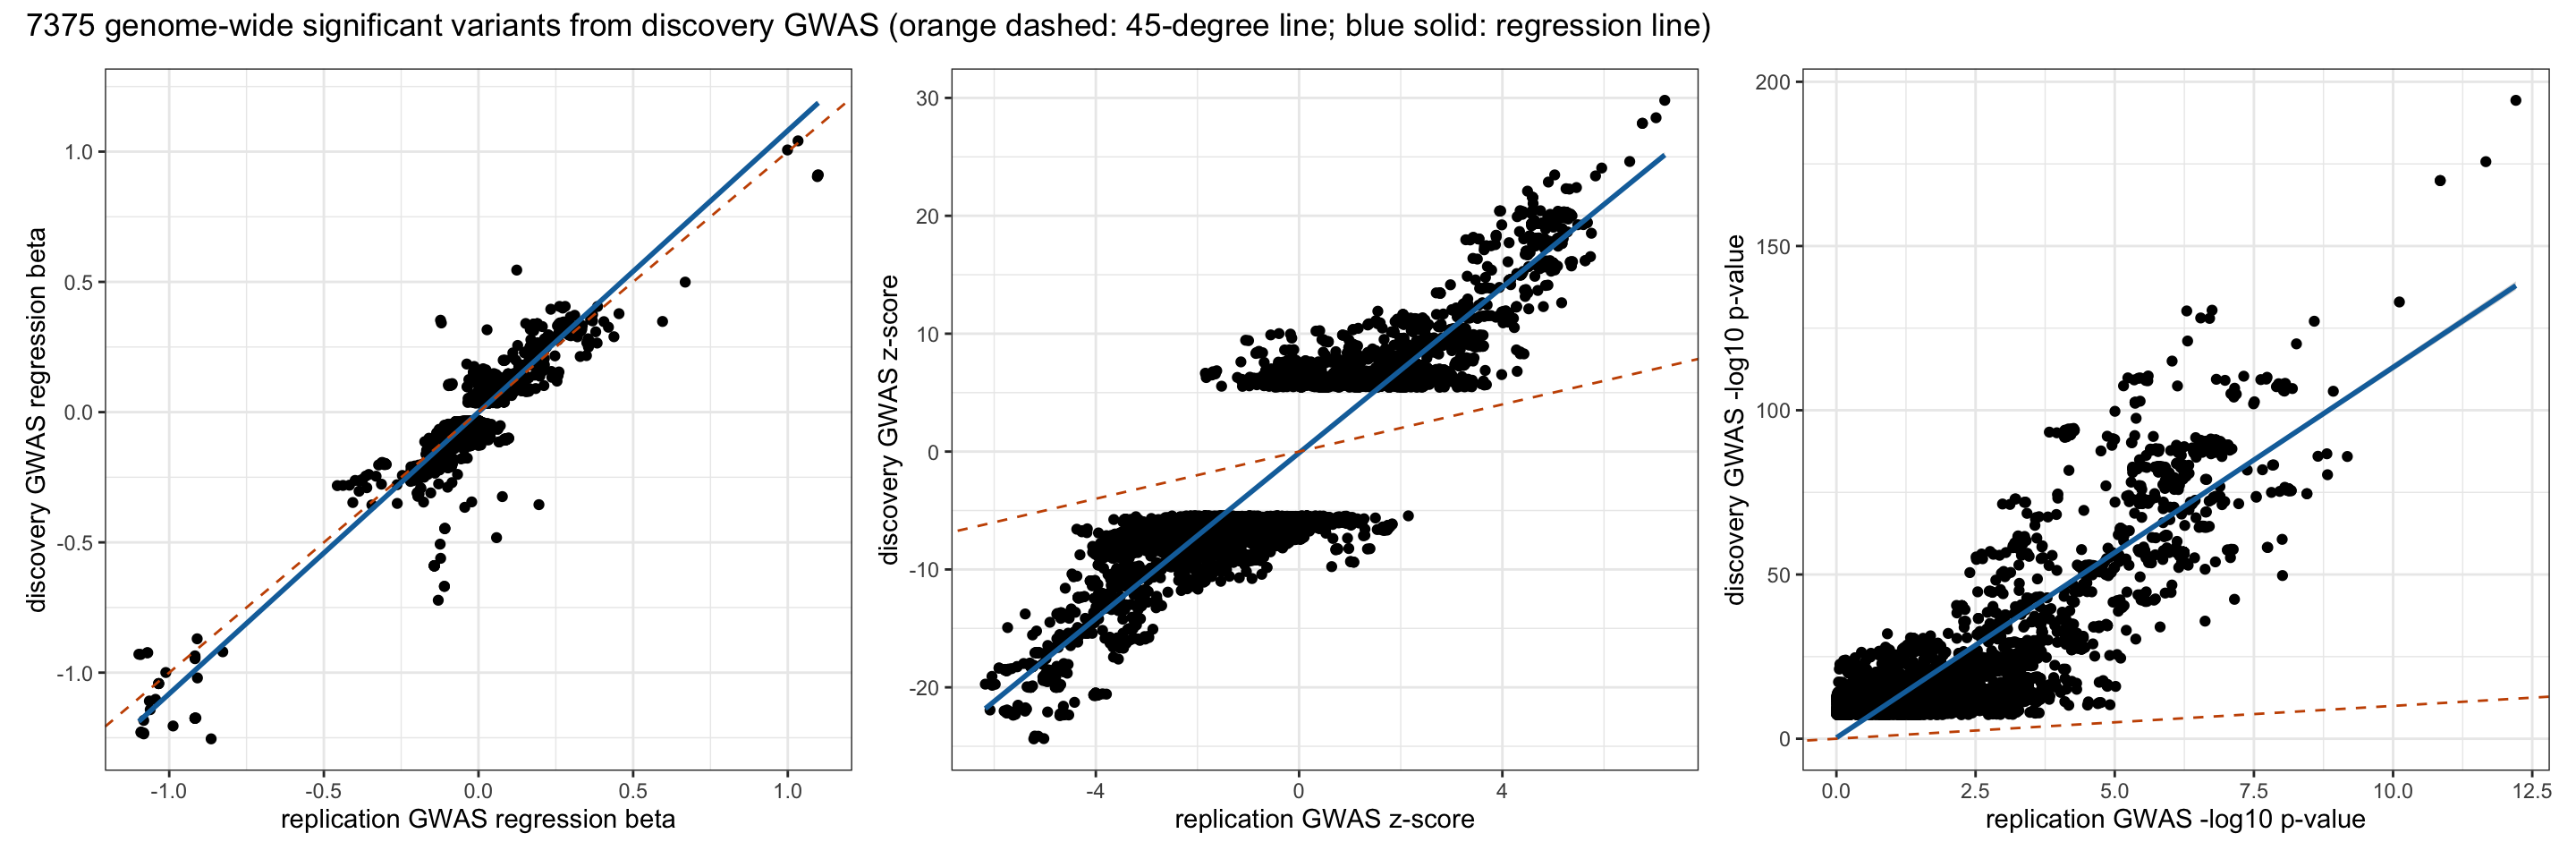 7375 genome-wide significant variants from discovery GWAS (orange dashed: 45-degree line; blue solid: regression line)
discovery GWAS regression beta
1.0
0.5
0.0
-0.5
-1.0
-1.0 -0.5 0.0 0.5 1.0
replication GWAS regression beta
discovery GWAS z-score
30
20
10
0
-10
-20
-4 0 4
replication GWAS z-score
discovery GWAS -log10 p-value
200
150
100
50
0
0.0 2.5 5.0 7.5 10.0 12.5
replication GWAS -log10 p-value